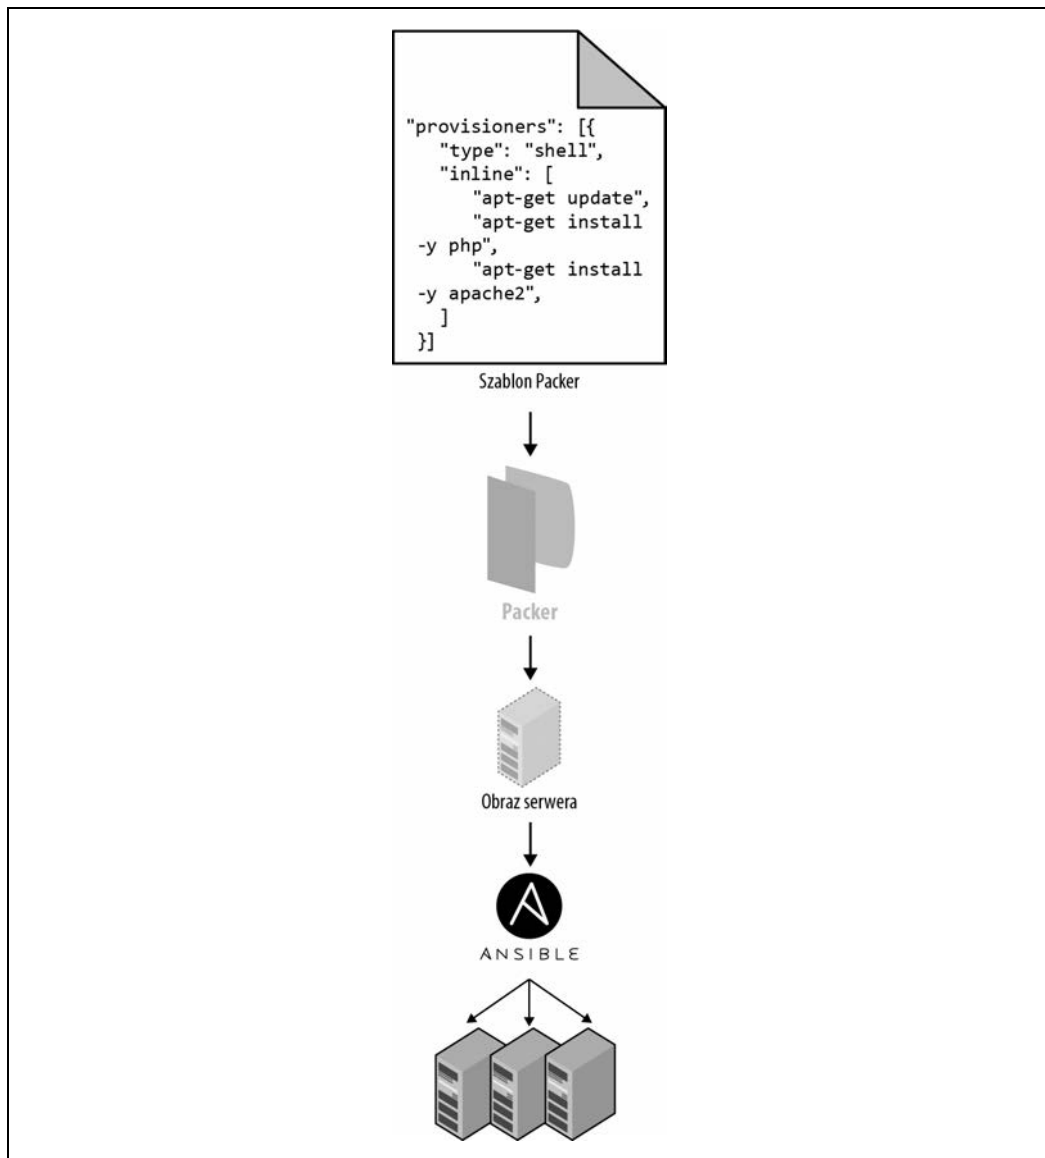 "provisioners": [{
"type": "shell",
"inline": [
"apt-get update",
"apt-get install
-y php",
"apt-get install
-y apache2",
]
}]
Szablon Packer
Packer
Obraz serwera
ANSIBLE